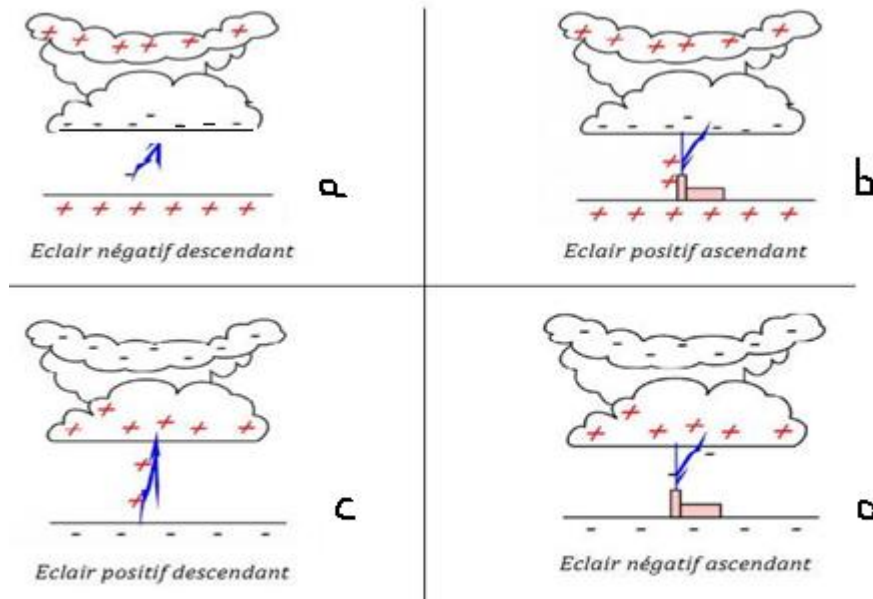 a
Eclair négatif descendant
b
Eclair positif ascendant
c
Eclair positif descendant
Eclair négatif ascendant